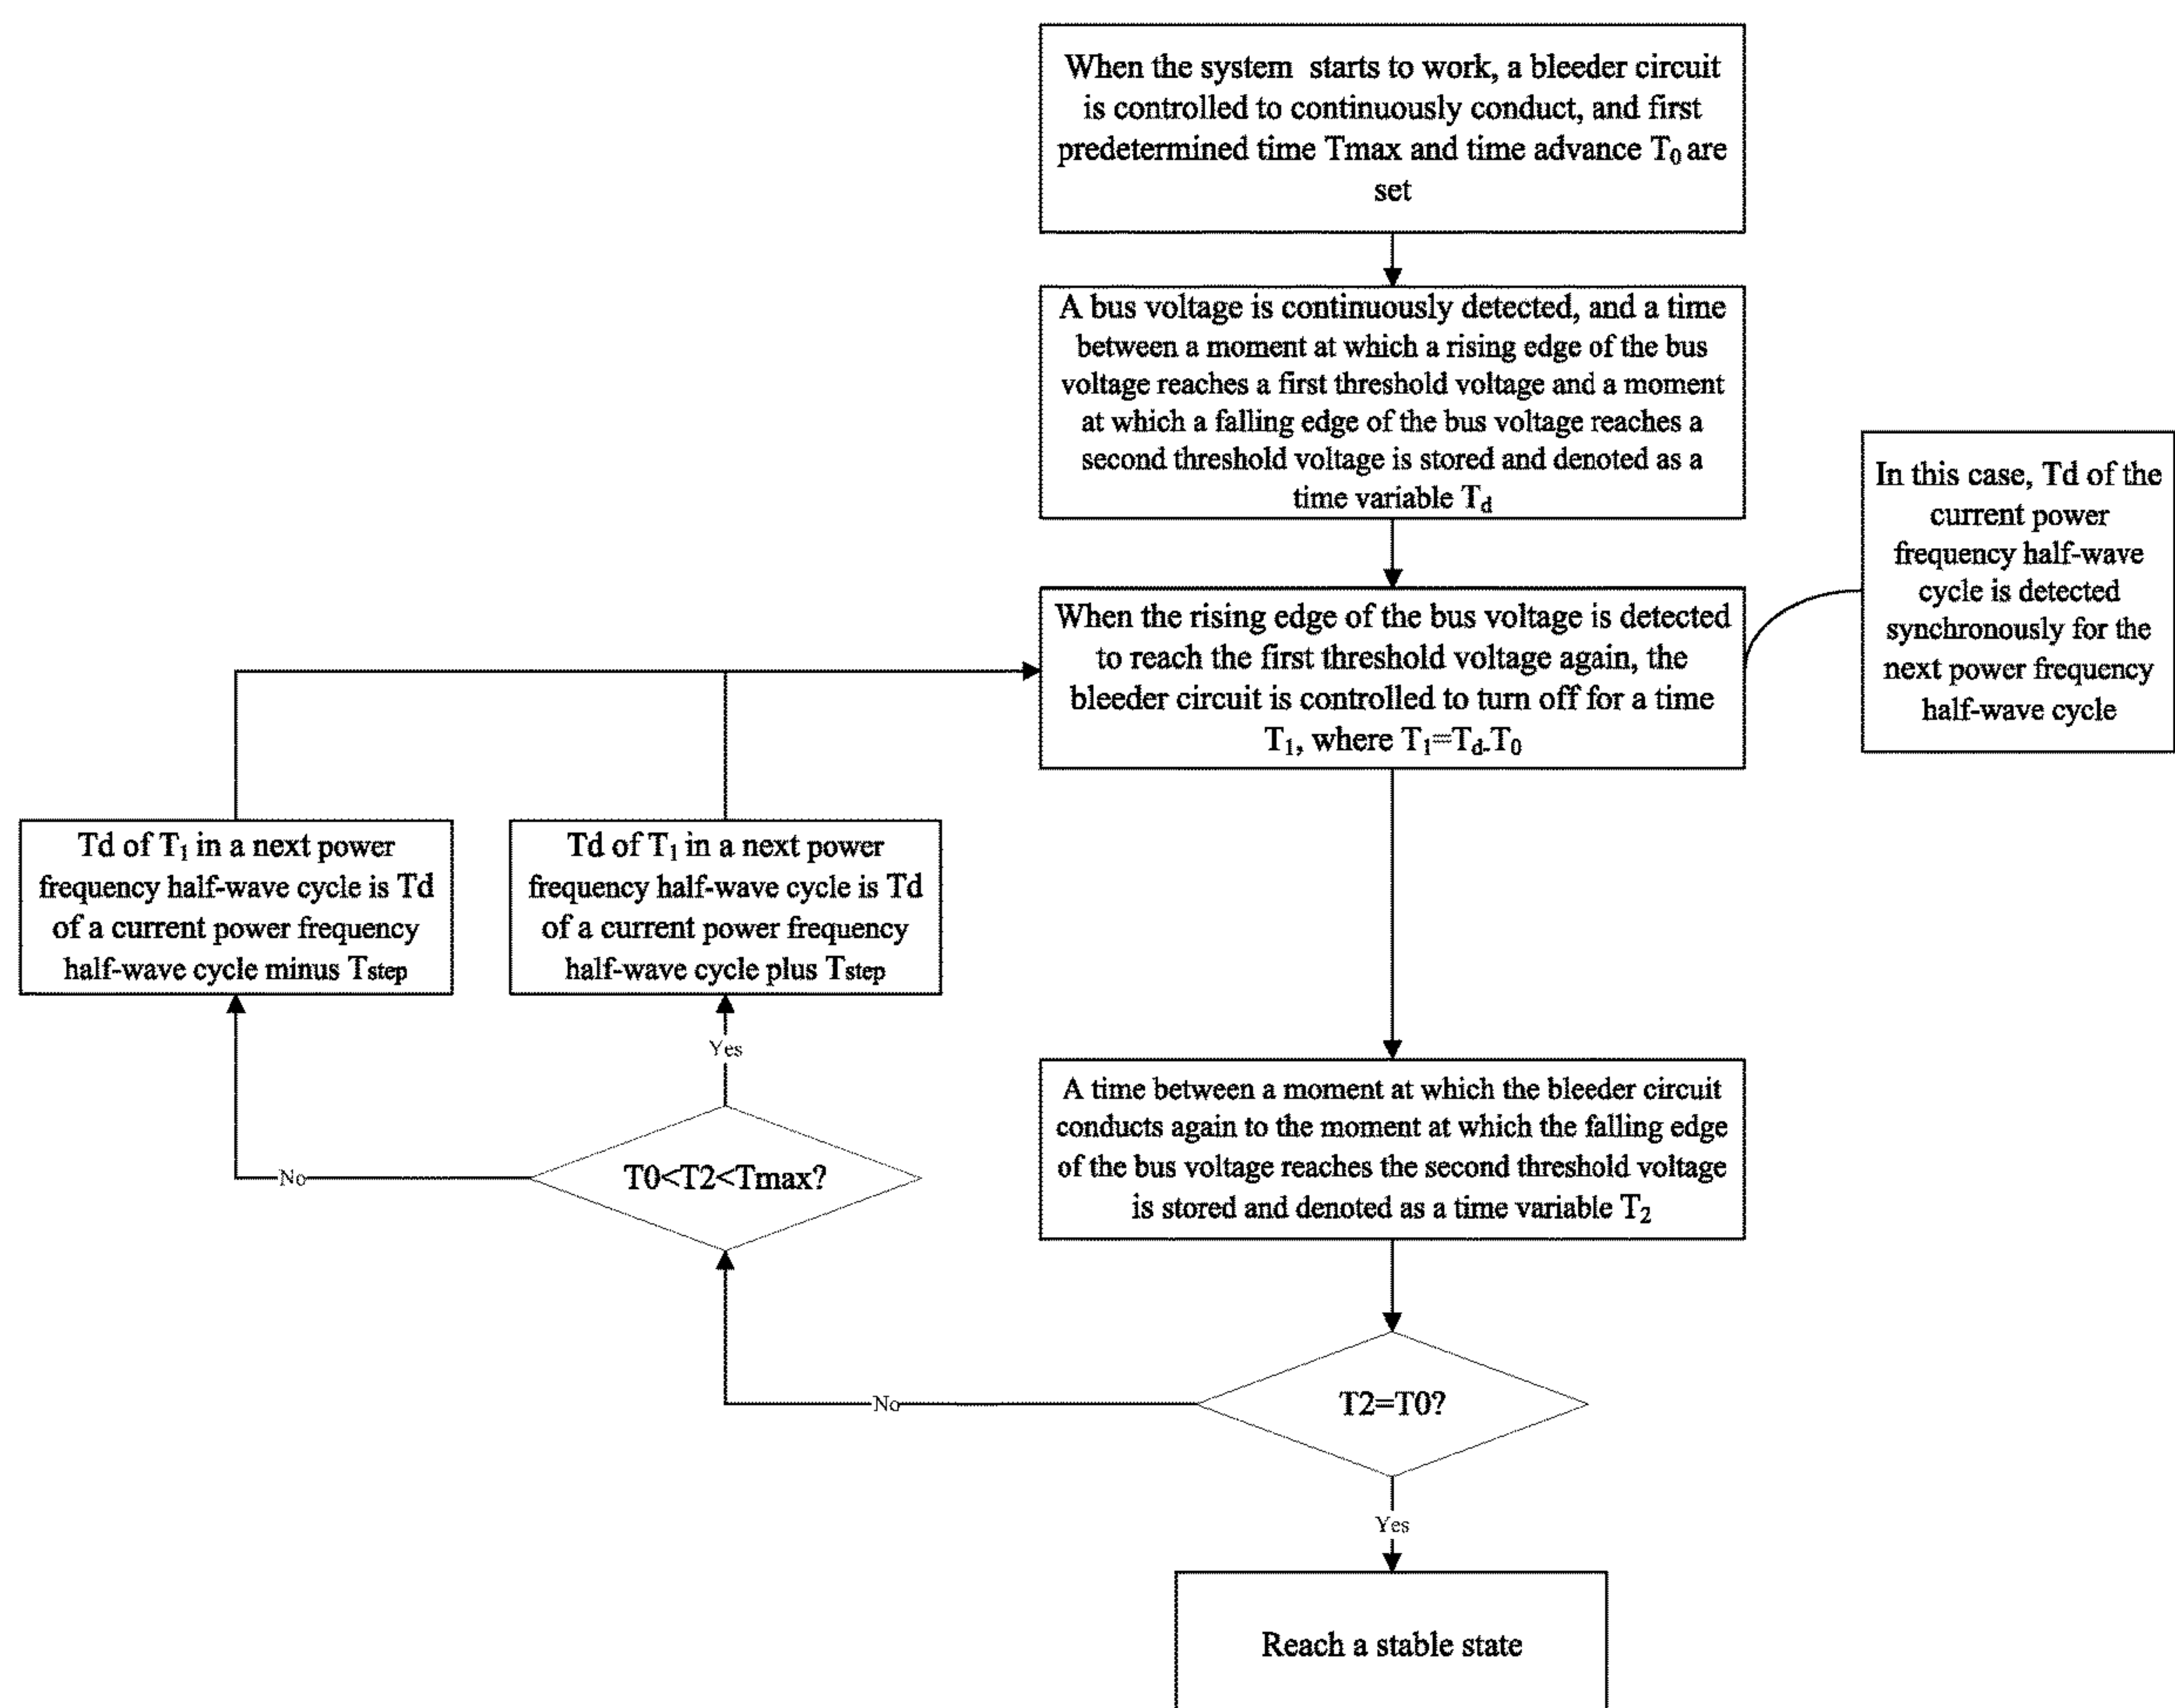 When the system starts to work, a bleeder circuit
is controlled to continuously conduct, and first
predetermined time Tmax and time advance T₀ are
set
A bus voltage is continuously detected, and a time
between a moment at which a rising edge of the bus
voltage reaches a first threshold voltage and a moment
at which a falling edge of the bus voltage reaches a
second threshold voltage is stored and denoted as a
time variable T_d
In this case, Td of the
current power
frequency half-wave
cycle is detected
synchronously for the
next power frequency
half-wave cycle
When the rising edge of the bus voltage is detected
to reach the first threshold voltage again, the
bleeder circuit is controlled to turn off for a time
T₁, where T₁=T_d-T₀
Td of T₁ in a next power
frequency half-wave cycle is Td
of a current power frequency
half-wave cycle minus Tstep
Td of T₁ in a next power
frequency half-wave cycle is Td
of a current power frequency
half-wave cycle plus Tstep
Yes
A time between a moment at which the bleeder circuit
conducts again to the moment at which the falling edge
of the bus voltage reaches the second threshold voltage
is stored and denoted as a time variable T₂
No
T0<T2<Tmax?
No
T2=T0?
Yes
Reach a stable state